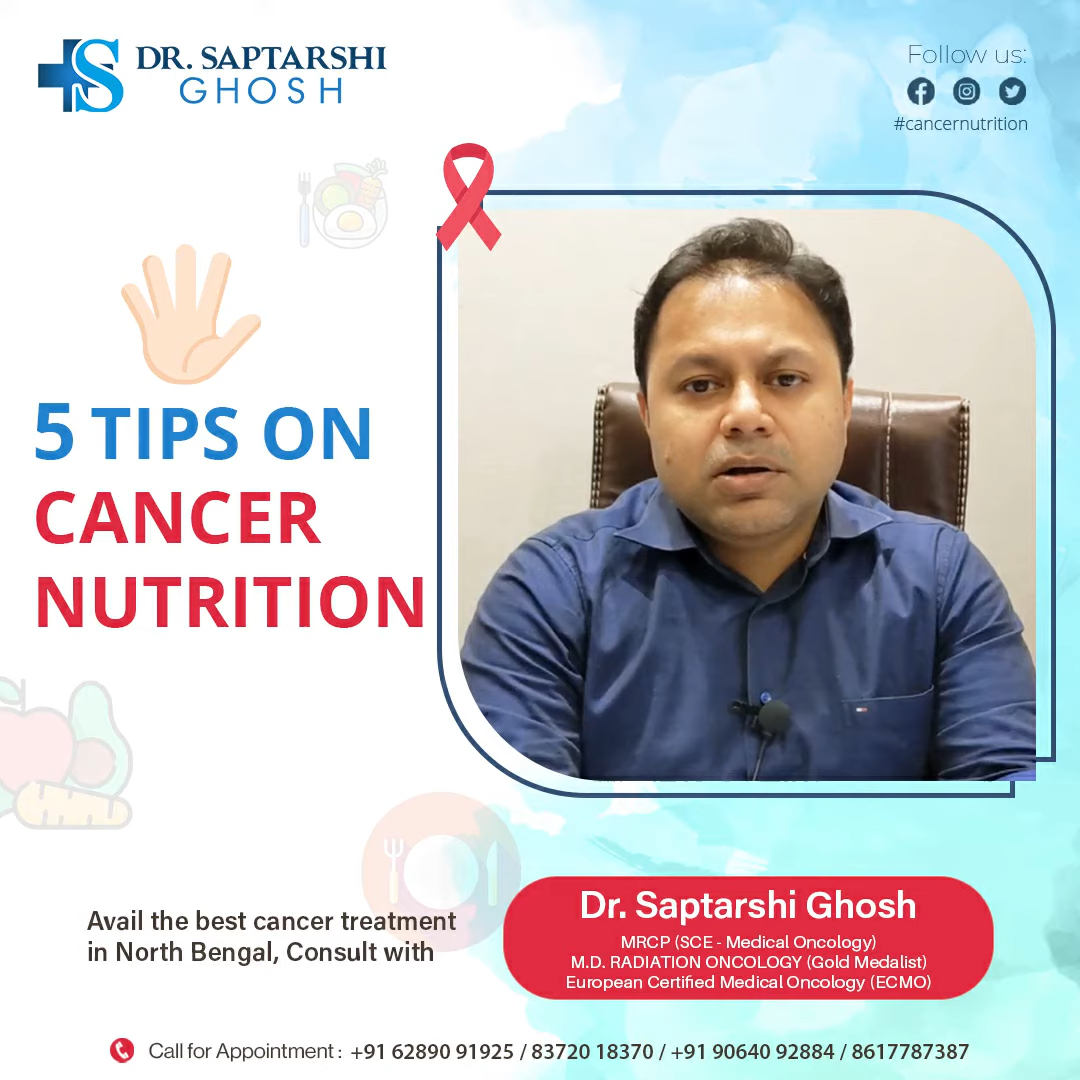 DR. SAPTARSHI
GHOSH
Follow us:
#cancernutrition
5 TIPS ON
CANCER
NUTRITION
Avail the best cancer treatment
in North Bengal, Consult with
Dr. Saptarshi Ghosh
MRCP (SCE - Medical Oncology)
M.D. RADIATION ONCOLOGY (Gold Medalist)
European Certified Medical Oncology (ECMO)
Call for Appointment : +91 62890 91925 / 83720 18370 / +91 90640 92884 / 8617787387